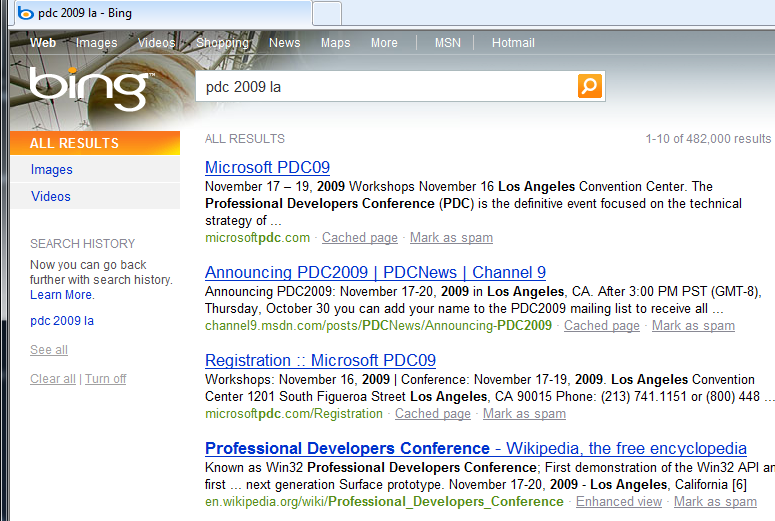 pdc 2009 la - Bing
Web Images Videos Shopping News Maps More | MSN | Hotmail
bing™
pdc 2009 la
ALL RESULTS
Images
Videos
SEARCH HISTORY
Now you can go back
further with search history.
Learn More.
pdc 2009 la
See all
Clear all | Turn off
ALL RESULTS 1-10 of 482,000 results
Microsoft PDC09
November 17 – 19, 2009 Workshops November 16 Los Angeles Convention Center. The
Professional Developers Conference (PDC) is the definitive event focused on the technical
strategy of ...
microsoftpdc.com · Cached page · Mark as spam
Announcing PDC2009 | PDCNews | Channel 9
Announcing PDC2009: November 17-20, 2009 in Los Angeles, CA. After 3:00 PM PST (GMT-8),
Thursday, October 30 you can add your name to the PDC2009 mailing list to receive all ...
channel9.msdn.com/posts/PDCNews/Announcing-PDC2009 · Cached page · Mark as spam
Registration :: Microsoft PDC09
Workshops: November 16, 2009 | Conference: November 17-19, 2009. Los Angeles Convention
Center 1201 South Figueroa Street Los Angeles, CA 90015 Phone: (213) 741.1151 or (800) 448 ...
microsoftpdc.com/Registration · Cached page · Mark as spam
Professional Developers Conference - Wikipedia, the free encyclopedia
Known as Win32 Professional Developers Conference; First demonstration of the Win32 API an
first ... next generation Surface prototype. November 17-20, 2009 - Los Angeles, California [6]
en.wikipedia.org/wiki/Professional_Developers_Conference · Enhanced view · Mark as spam